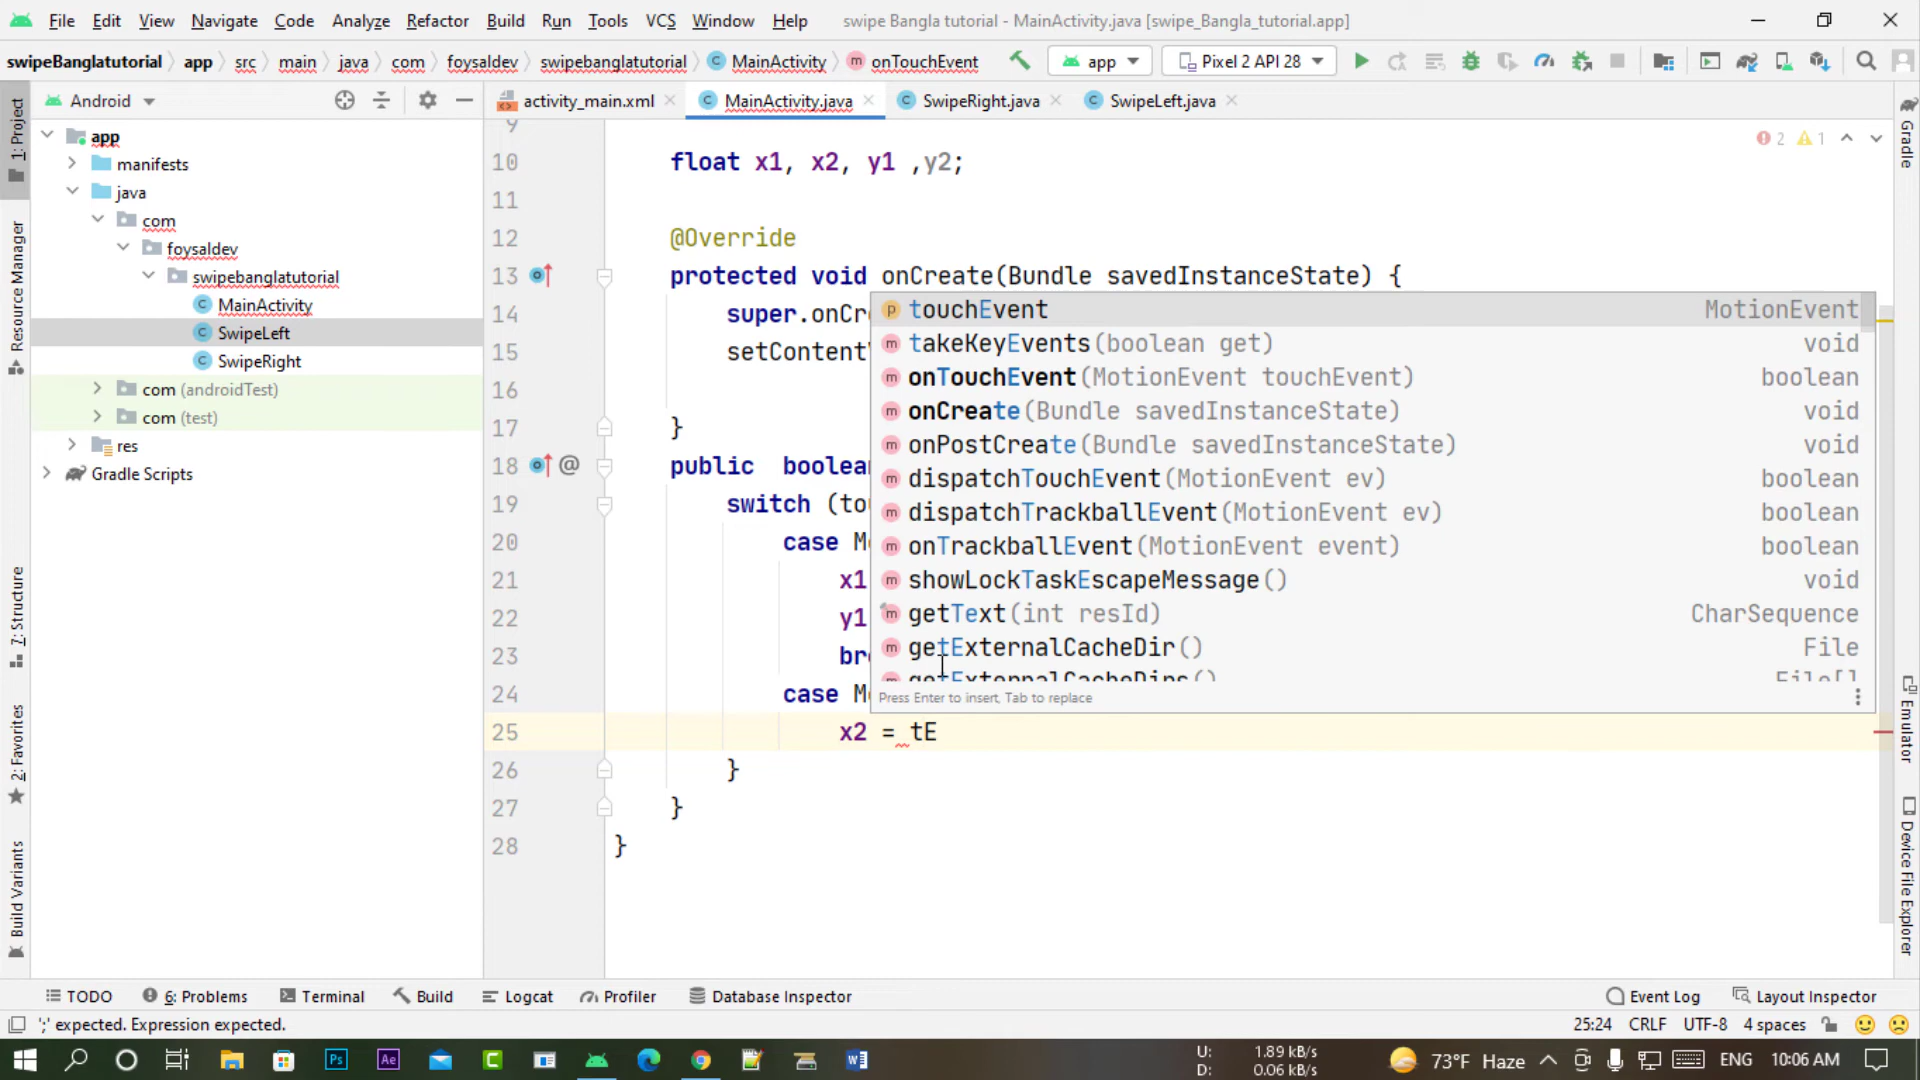 File Edit View Navigate Code Analyze Refactor Build Run Tools VCS Window Help swipe Bangla tutorial - MainActivity.java [swipe_Bangla_tutorial.app]
swipeBanglatutorial app src main java com foysaldev swipebanglatutorial MainActivity onTouchEvent app Pixel 2 API 28
Android
activity_main.xml MainActivity.java SwipeRight.java SwipeLeft.java
1: Project
Resource Manager
7: Structure
2: Favorites
Build Variants
app
manifests
java
com
foysaldev
swipebanglatutorial
MainActivity
SwipeLeft
SwipeRight
com (androidTest)
com (test)
res
Gradle Scripts
2 1
9
10 float x1, x2, y1 ,y2;
11
12 @Override
13 protected void onCreate(Bundle savedInstanceState) {
14 super.onCr
15 setContent
16
17 }
18 @ public boolea
19 switch (to
20 case M
21 x1
22 y1
23 bre
24 case M
25 x2 = tE
26 }
27 }
28 }
touchEvent MotionEvent
takeKeyEvents(boolean get) void
onTouchEvent(MotionEvent touchEvent) boolean
onCreate(Bundle savedInstanceState) void
onPostCreate(Bundle savedInstanceState) void
dispatchTouchEvent(MotionEvent ev) boolean
dispatchTrackballEvent(MotionEvent ev) boolean
onTrackballEvent(MotionEvent event) boolean
showLockTaskEscapeMessage() void
getText(int resId) CharSequence
getExternalCacheDir() File
getExternalCacheDirs() File[]
Press Enter to insert, Tab to replace
Gradle
Emulator
Device File Explorer
TODO 6: Problems Terminal Build Logcat Profiler Database Inspector Event Log Layout Inspector
';' expected. Expression expected. 25:24 CRLF UTF-8 4 spaces
Ps Ae C W U: 1.89 kB/s 73°F Haze ENG 10:06 AM
D: 0.06 kB/s